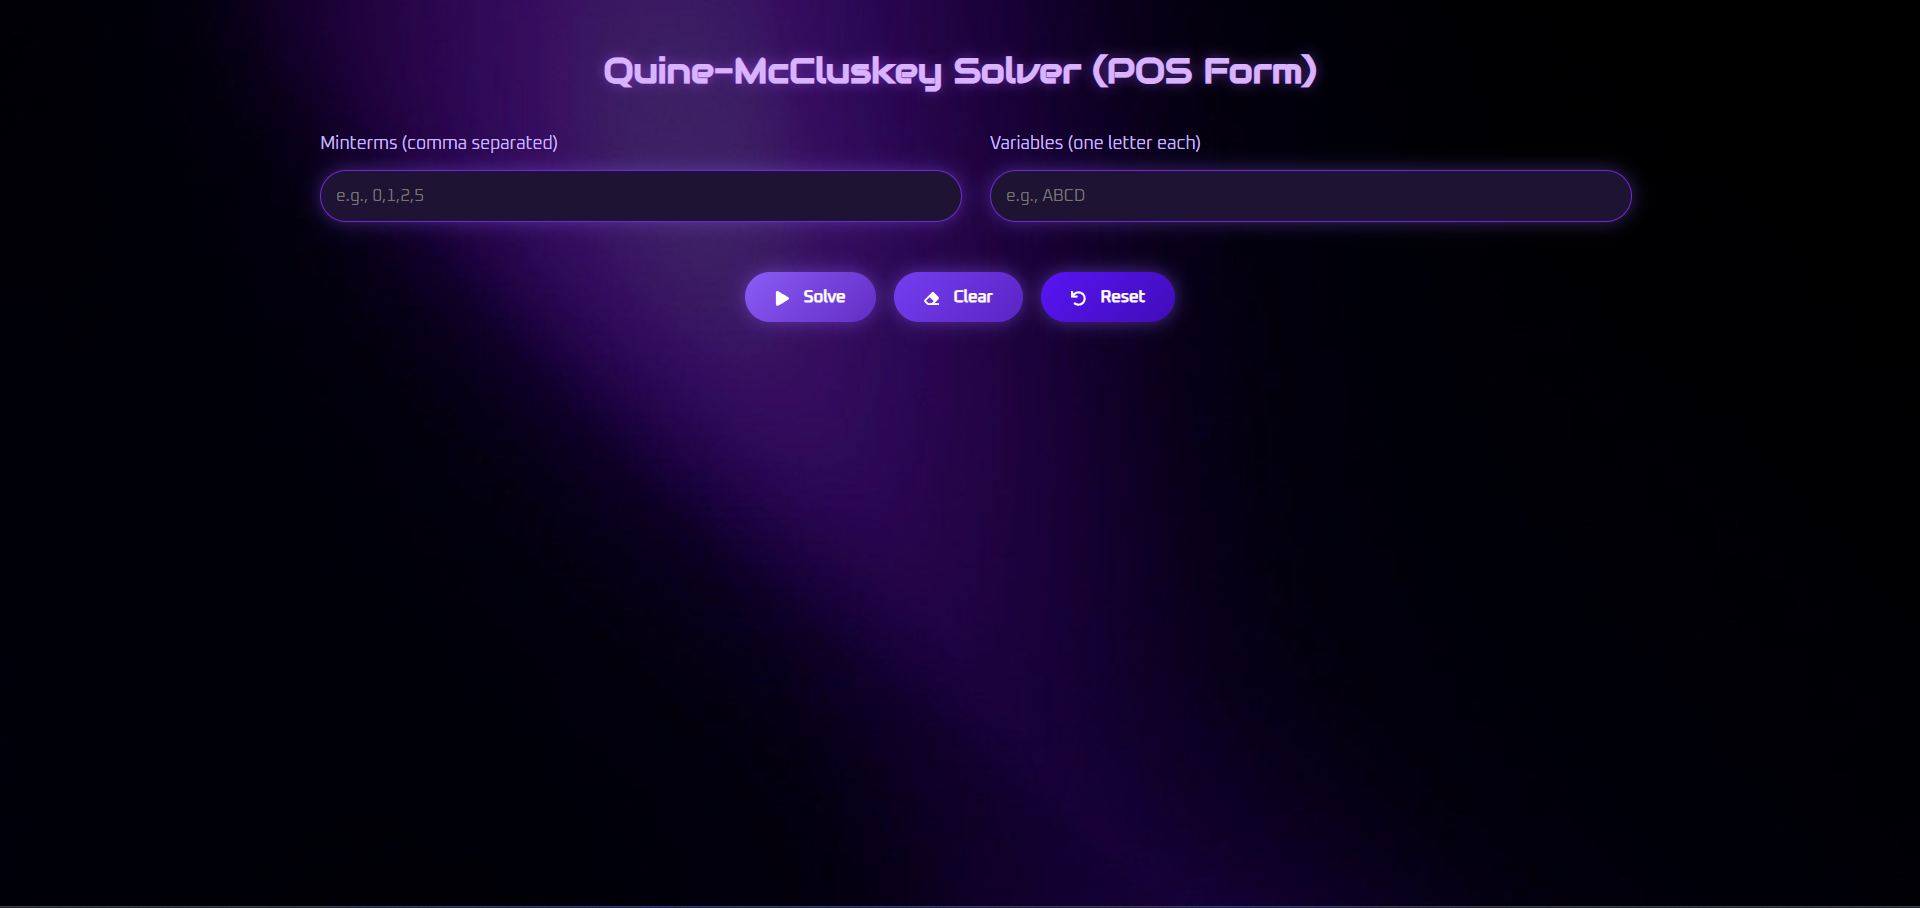 Quine-McCluskey Solver (POS Form)
Minterms (comma separated)
Variables (one letter each)
e.g., 0,1,2,5
e.g., ABCD
Solve
Clear
Reset